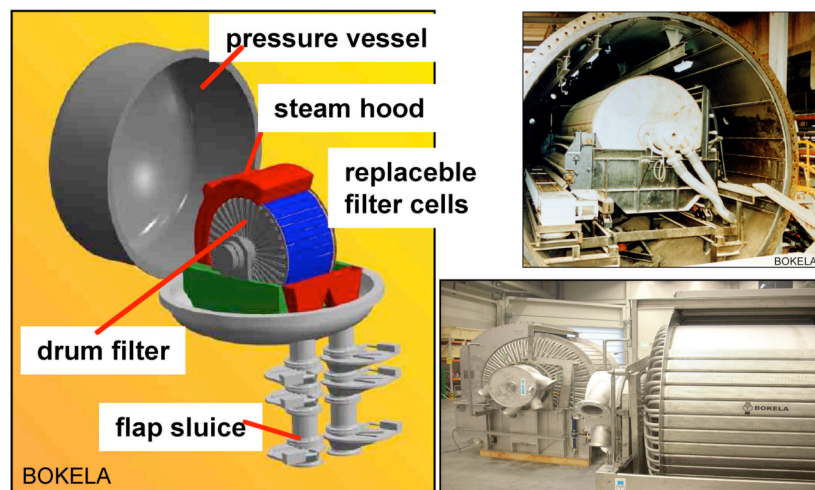 pressure vessel
steam hood
replaceble
filter cells
drum filter
flap sluice
BOKELA
BOKELA
BOKELA